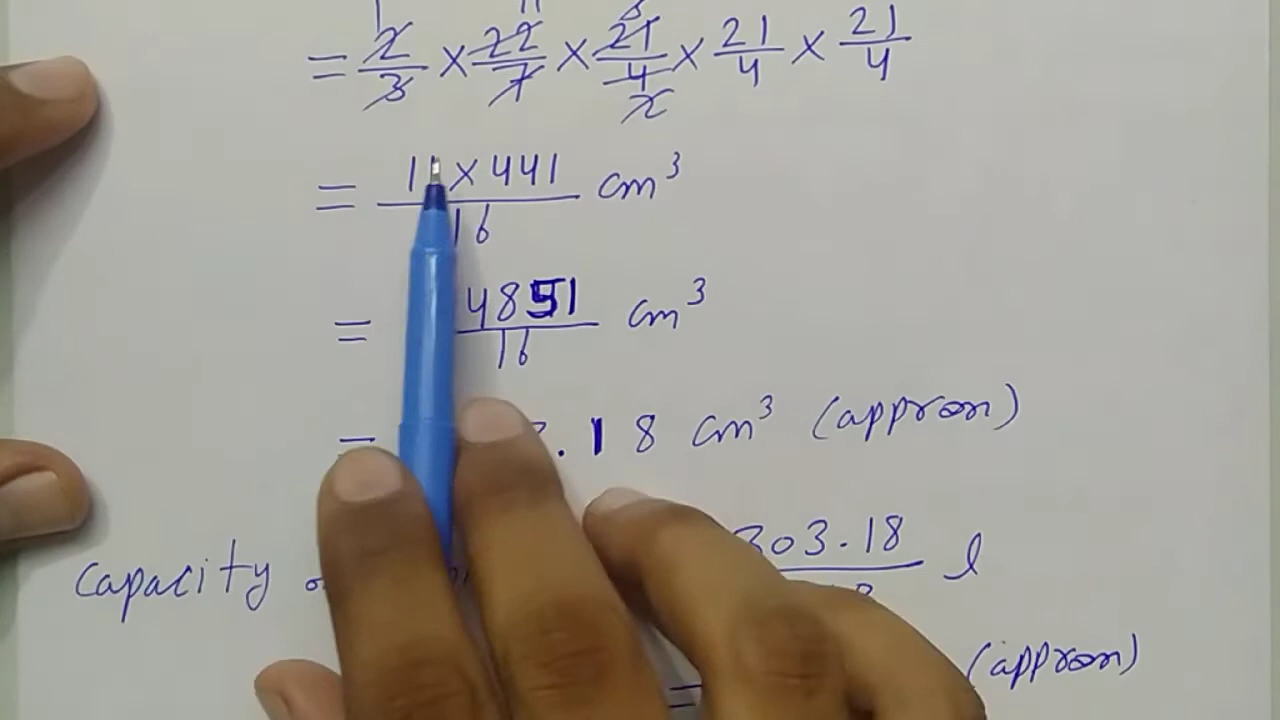 = 2/3 × 22/7 × 21/4 × 21/4 × 21/4
= 11 × 441 / 16 cm³
= 4851 / 16 cm³
= .18 cm³ (approx)
Capacity 303.18 l
= (approx)